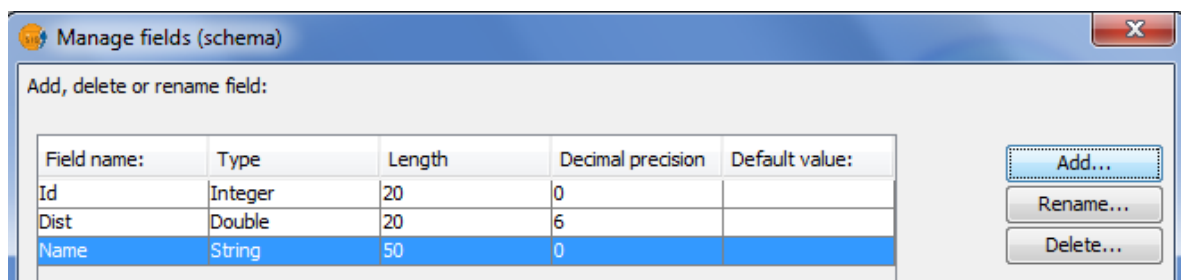 Manage fields (schema)
Add, delete or rename field:
Field name: Type Length Decimal precision Default value:
Add...
Id Integer 20 0
Rename...
Dist Double 20 6
Name String 50 0
Delete...